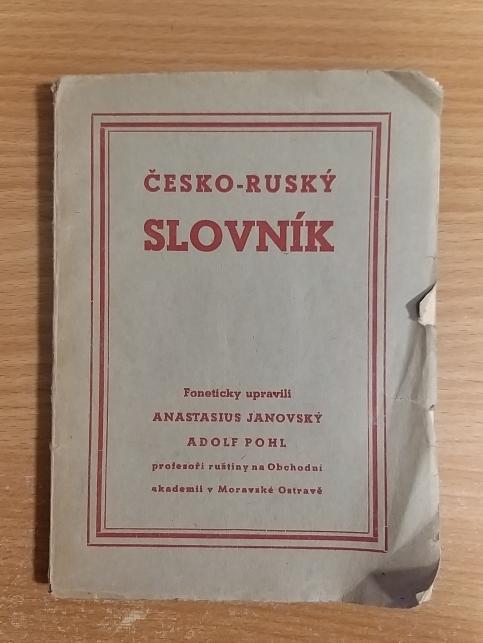 ČESKO-RUSKÝ
SLOVNÍK
Foneticky upravili
ANASTASIUS JANOVSKÝ
ADOLF POHL
profesoři ruštiny na Obchodní
akademii v Moravské Ostravě